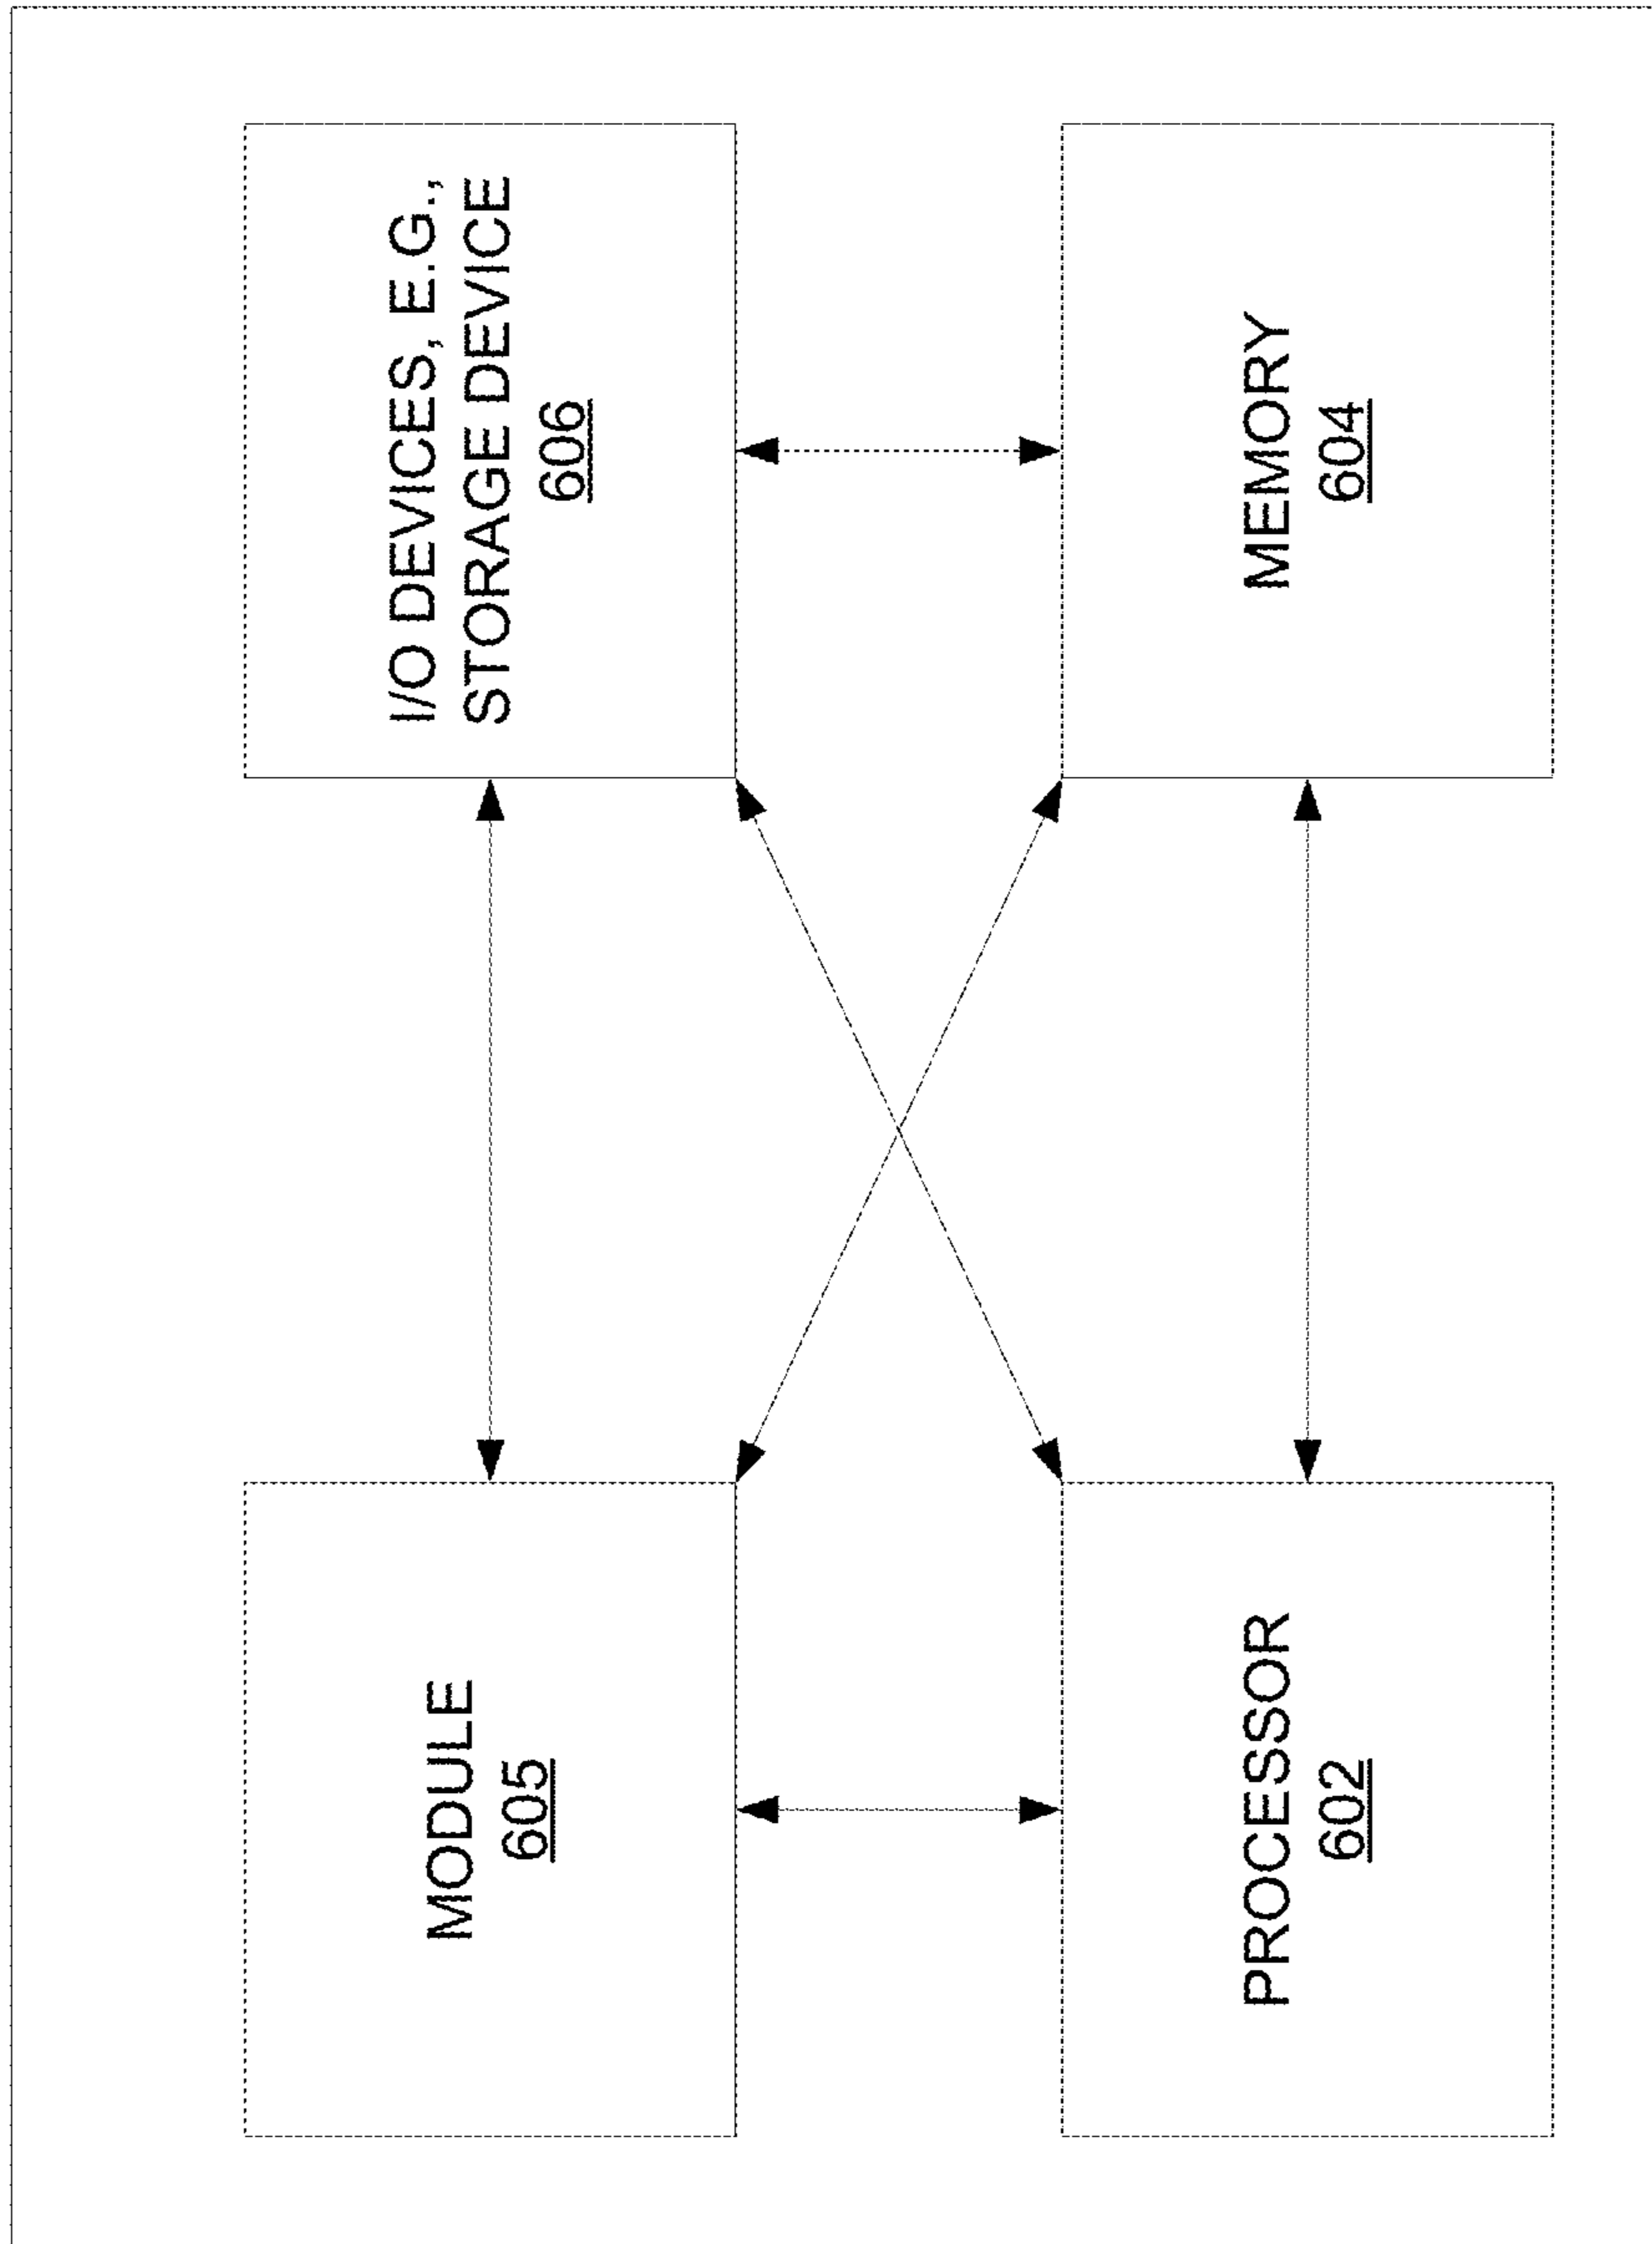 MODULE
605
I/O DEVICES, E.G.,
STORAGE DEVICE
606
PROCESSOR
602
MEMORY
604